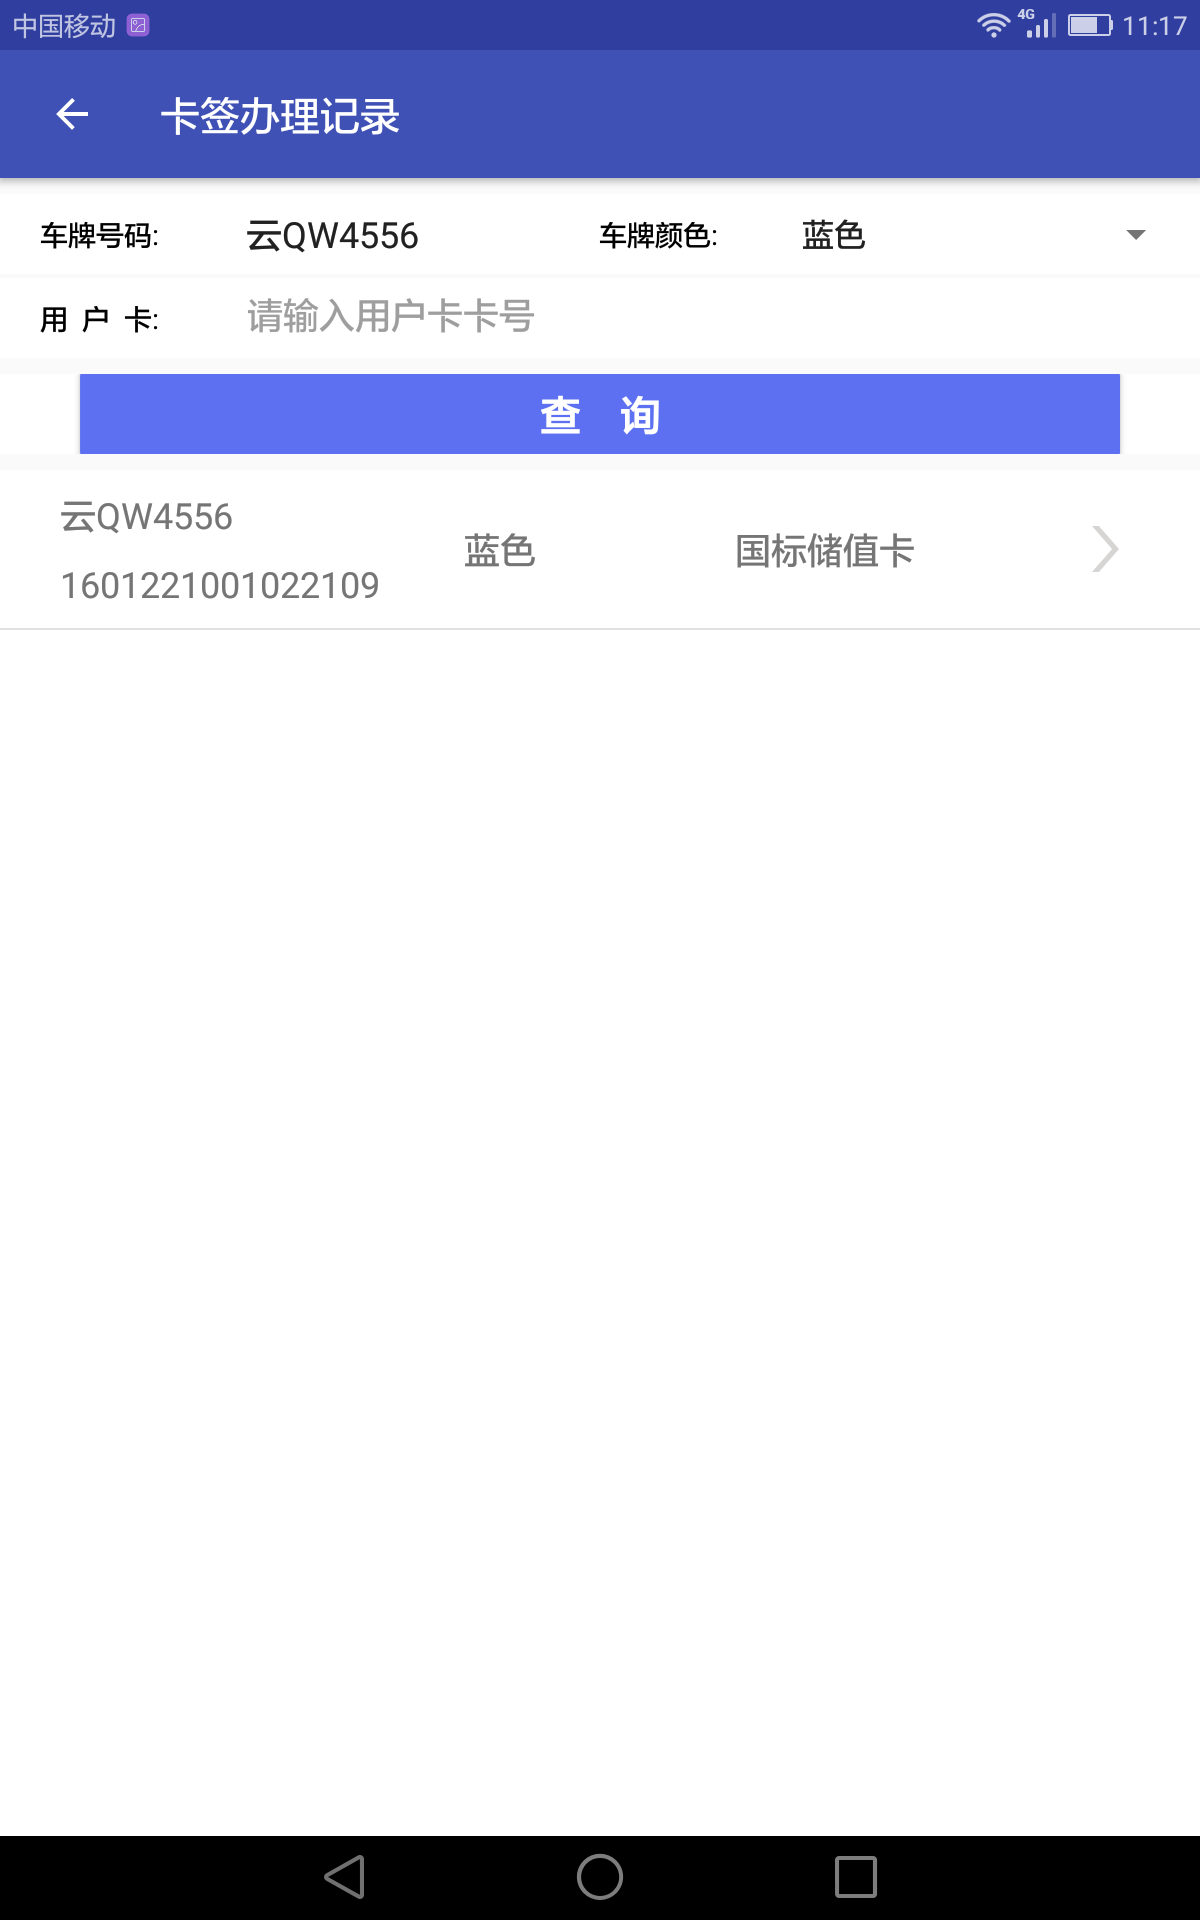 中国移动 4G 11:17
卡签办理记录
车牌号码: 云QW4556 车牌颜色: 蓝色
用 户 卡: 请输入用户卡卡号
查 询
云QW4556
蓝色 国标储值卡
1601221001022109